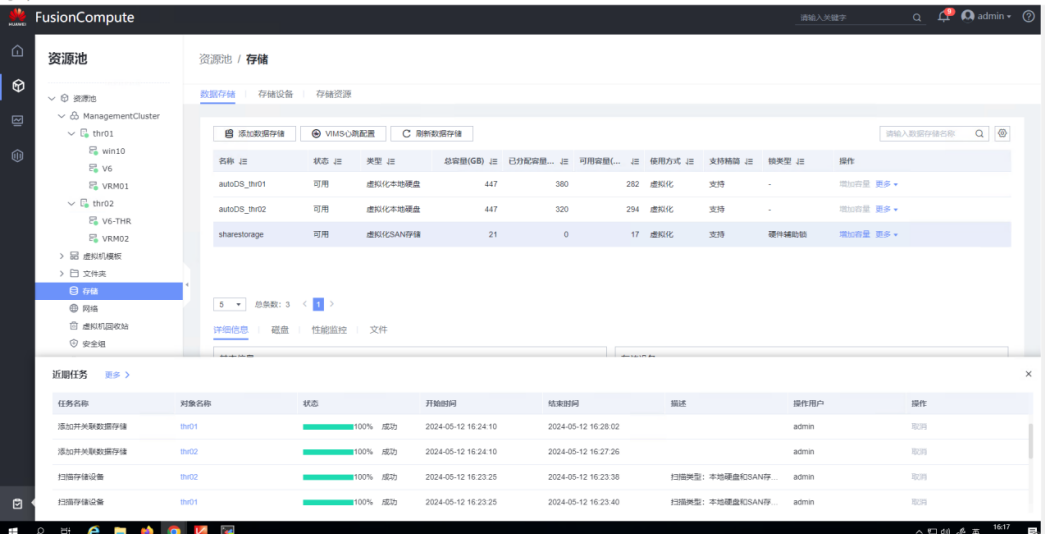 HUAWEI FusionCompute 请输入关键字 9 admin
资源池 资源池 / 存储
数据存储 存储设备 存储资源
资源池
ManagementCluster
thr01
添加数据存储 VIMS心跳配置 刷新数据存储 请输入数据存储名称
win10
名称 状态 类型 总容量(GB) 已分配容量... 可用容量(... 使用方式 支持精简 锁类型 操作
V6
autoDS_thr01 可用 虚拟化本地硬盘 447 380 282 虚拟化 支持 - 增加容量 更多
VRM01
thr02
autoDS_thr02 可用 虚拟化本地硬盘 447 320 294 虚拟化 支持 - 增加容量 更多
V6-THR
sharestorage 可用 虚拟化SAN存储 21 0 17 虚拟化 支持 硬件辅助锁 增加容量 更多
VRM02
虚拟机模板
文件夹
存储
5 总条数: 3 < 1 >
网络
虚拟机回收站
详细信息 磁盘 性能监控 文件
安全组
近期任务 更多 > ×
任务名称 对象名称 状态 开始时间 结束时间 描述 操作用户 操作
添加并关联数据存储 thr01 100% 成功 2024-05-12 16:24:10 2024-05-12 16:28:02 admin 取消
添加并关联数据存储 thr02 100% 成功 2024-05-12 16:24:10 2024-05-12 16:27:26 admin 取消
扫描存储设备 thr02 100% 成功 2024-05-12 16:23:25 2024-05-12 16:23:38 扫描类型：本地硬盘和SAN存... admin 取消
扫描存储设备 thr01 100% 成功 2024-05-12 16:23:25 2024-05-12 16:23:40 扫描类型：本地硬盘和SAN存... admin 取消
英 16:17